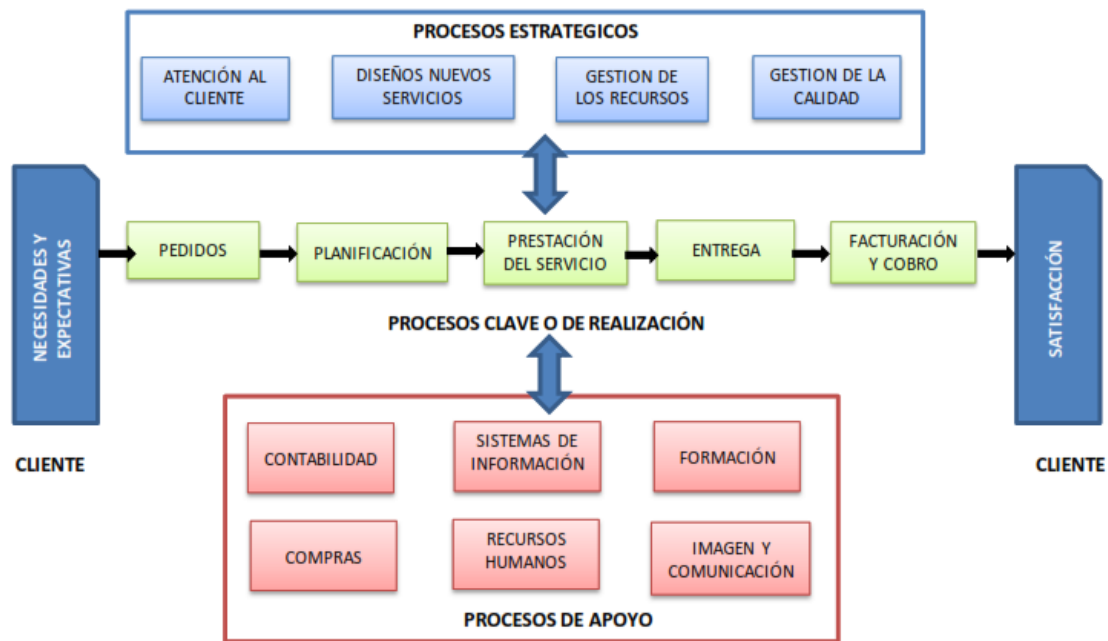 PROCESOS ESTRATEGICOS
ATENCIÓN AL
CLIENTE
DISEÑOS NUEVOS
SERVICIOS
GESTION DE
LOS RECURSOS
GESTION DE LA
CALIDAD
NECESIDADES Y
EXPECTATIVAS
PEDIDOS
PLANIFICACIÓN
PRESTACIÓN
DEL SERVICIO
ENTREGA
FACTURACIÓN
Y COBRO
SATISFACCIÓN
PROCESOS CLAVE O DE REALIZACIÓN
CLIENTE
CLIENTE
CONTABILIDAD
SISTEMAS DE
INFORMACIÓN
FORMACIÓN
COMPRAS
RECURSOS
HUMANOS
IMAGEN Y
COMUNICACIÓN
PROCESOS DE APOYO